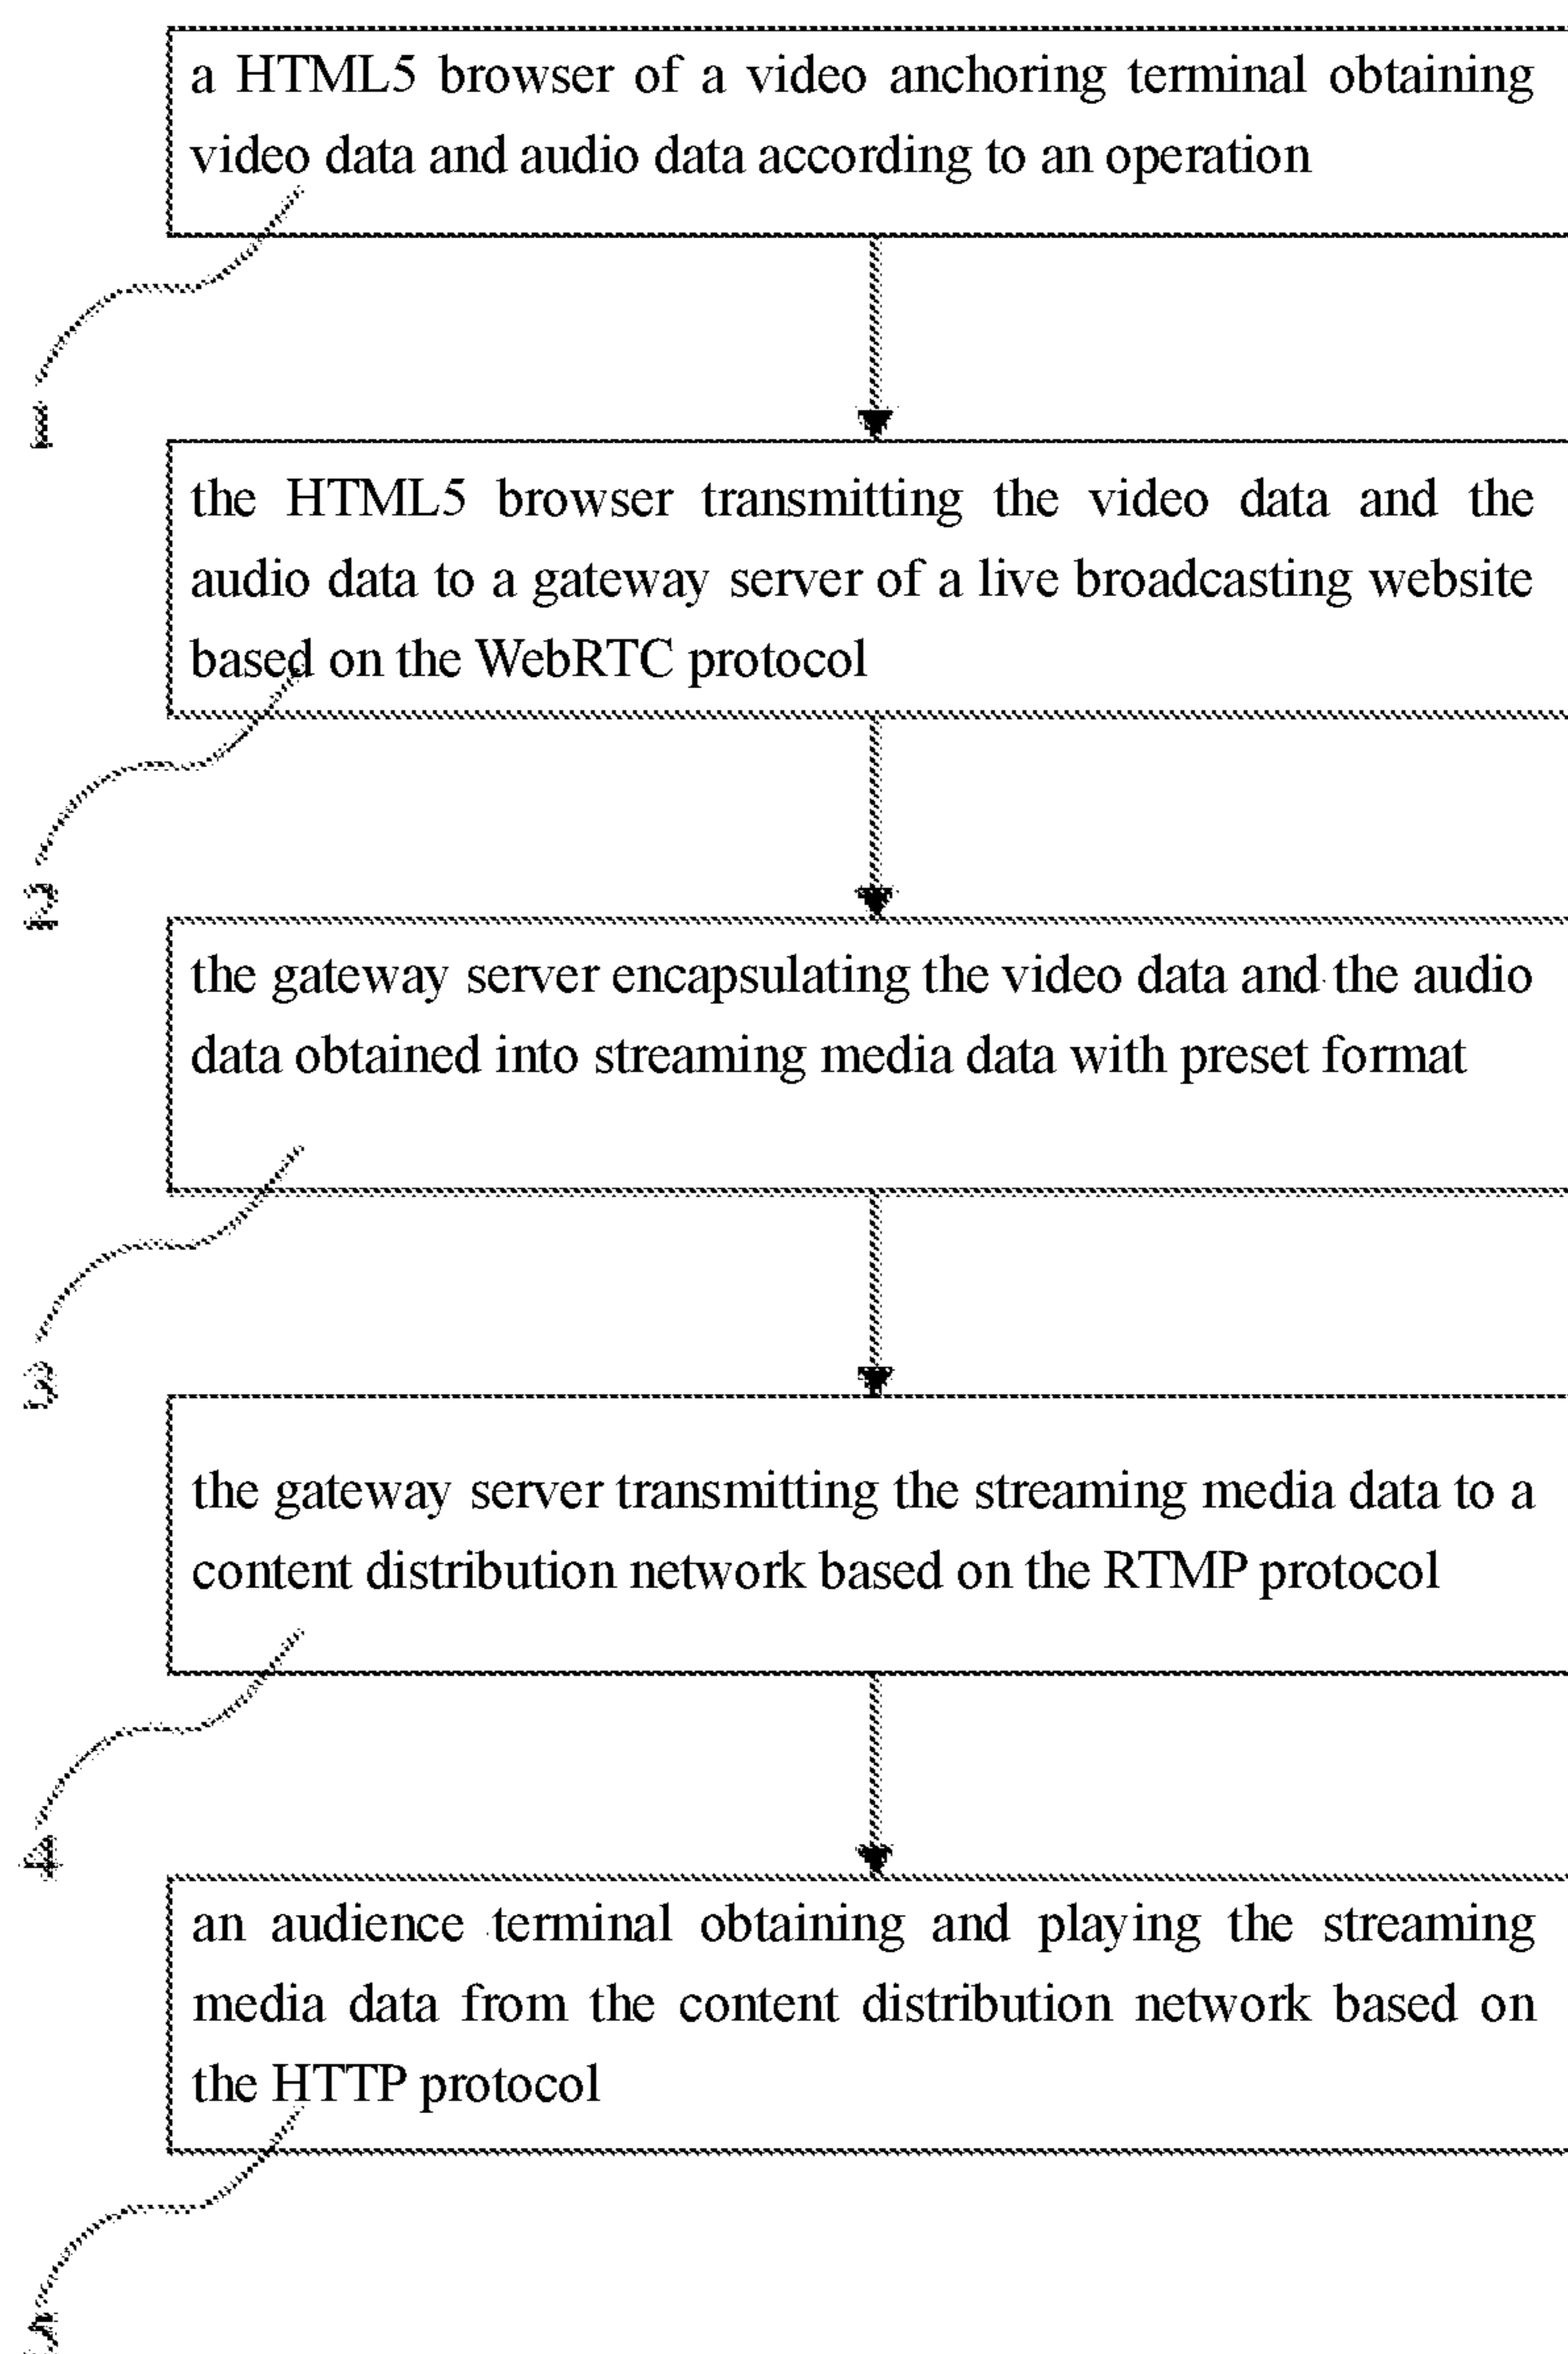 a HTML5 browser of a video anchoring terminal obtaining
video data and audio data according to an operation
1
the HTML5 browser transmitting the video data and the
audio data to a gateway server of a live broadcasting website
based on the WebRTC protocol
2
the gateway server encapsulating the video data and the audio
data obtained into streaming media data with preset format
3
the gateway server transmitting the streaming media data to a
content distribution network based on the RTMP protocol
4
an audience terminal obtaining and playing the streaming
media data from the content distribution network based on
the HTTP protocol
5